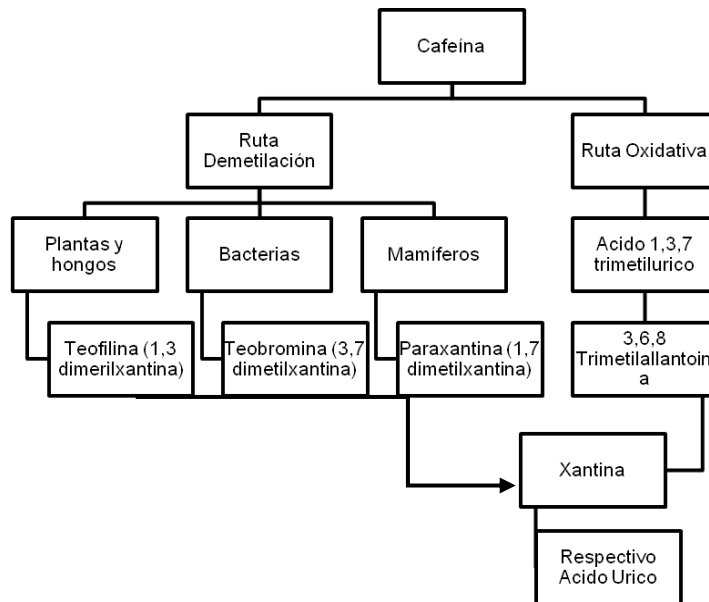 Cafeína
Ruta
Demetilación
Ruta Oxidativa
Plantas y
hongos
Bacterias
Mamíferos
Acido 1,3,7
trimetilurico
Teofilina (1,3
dimerilxantina)
Teobromina (3,7
dimetilxantina)
Paraxantina (1,7
dimetilxantina)
3,6,8
Trimetilallantoin
a
Xantina
Respectivo
Acido Urico